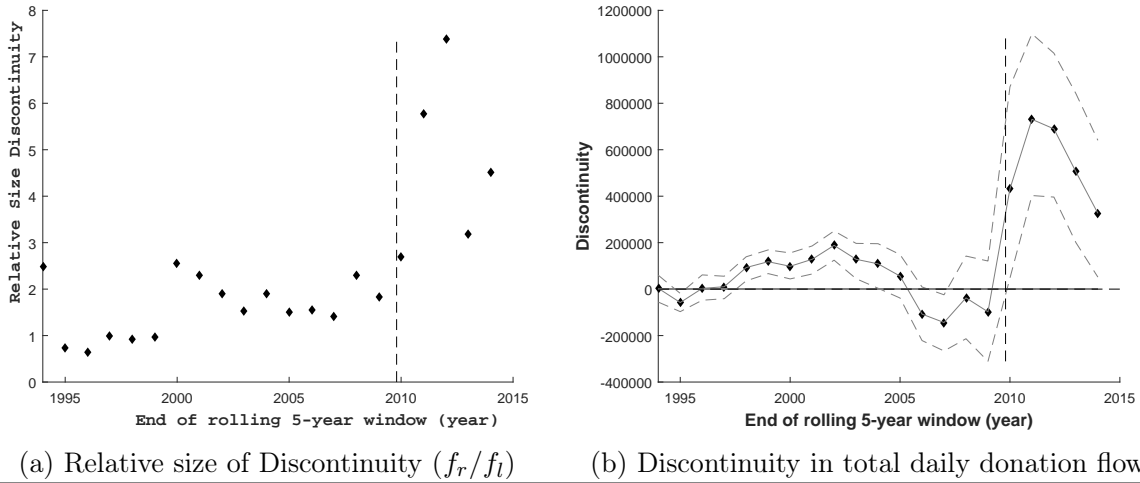 8
7
6
5
4
3
2
1
0
Relative Size Discontinuity
1995 2000 2005 2010 2015
End of rolling 5-year window (year)
(a) Relative size of Discontinuity (f_r/f_l)
1200000
1000000
800000
600000
400000
200000
0
-200000
-400000
Discontinuity
1995 2000 2005 2010 2015
End of rolling 5-year window (year)
(b) Discontinuity in total daily donation flow